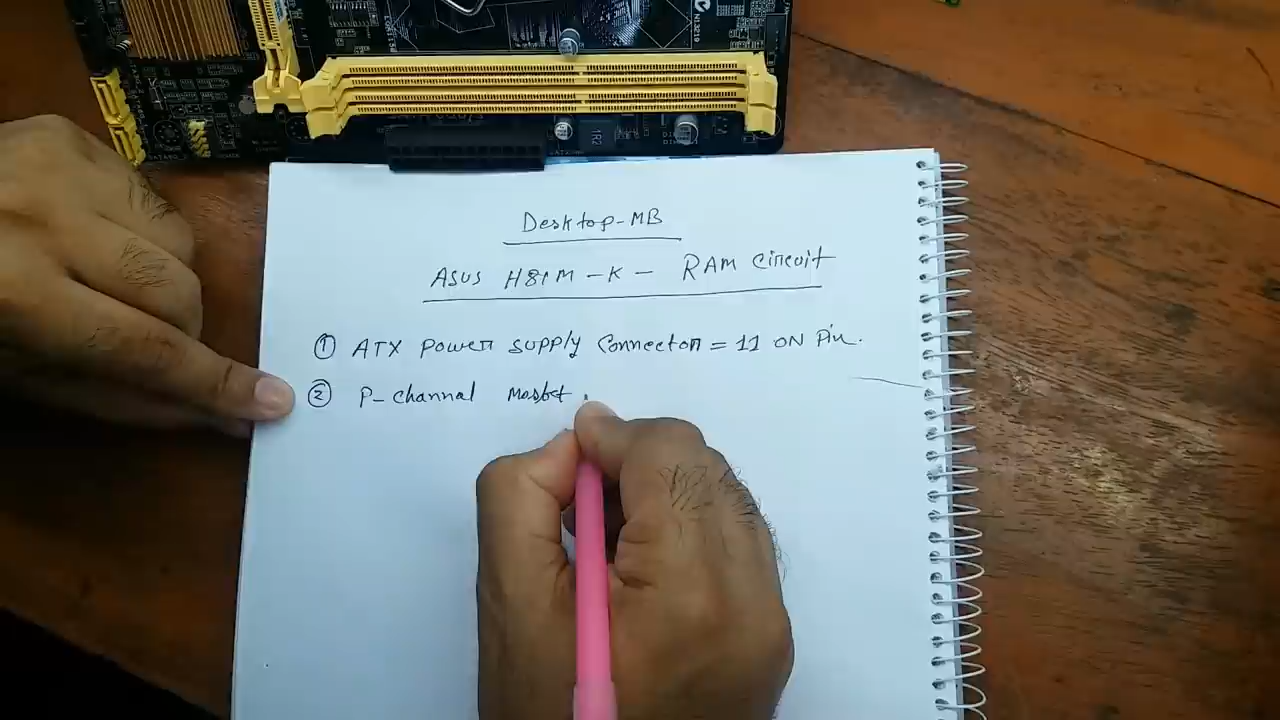 Desktop-MB
ASUS H81M-K- RAM Circuit
① ATX Power Supply Connector = 11 ON Pin.
② P-channal Mosfet